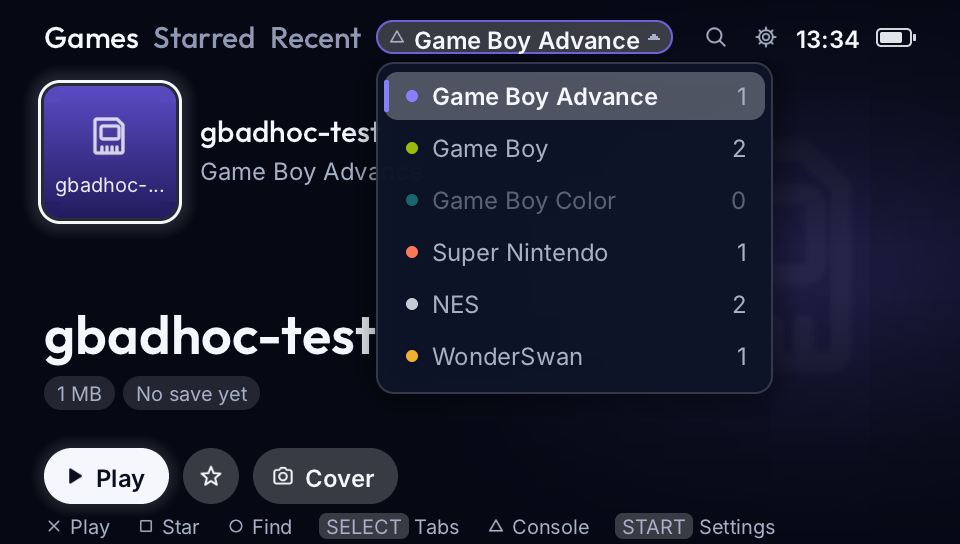 Games Starred Recent Game Boy Advance 13:34
Game Boy Advance 1
gbadhoc-test
Game Boy 2
Game Boy Advance
gbadhoc-...
Game Boy Color 0
Super Nintendo 1
NES 2
gbadhoc-test
WonderSwan 1
1 MB No save yet
Play Cover
Play Star Find SELECT Tabs Console START Settings